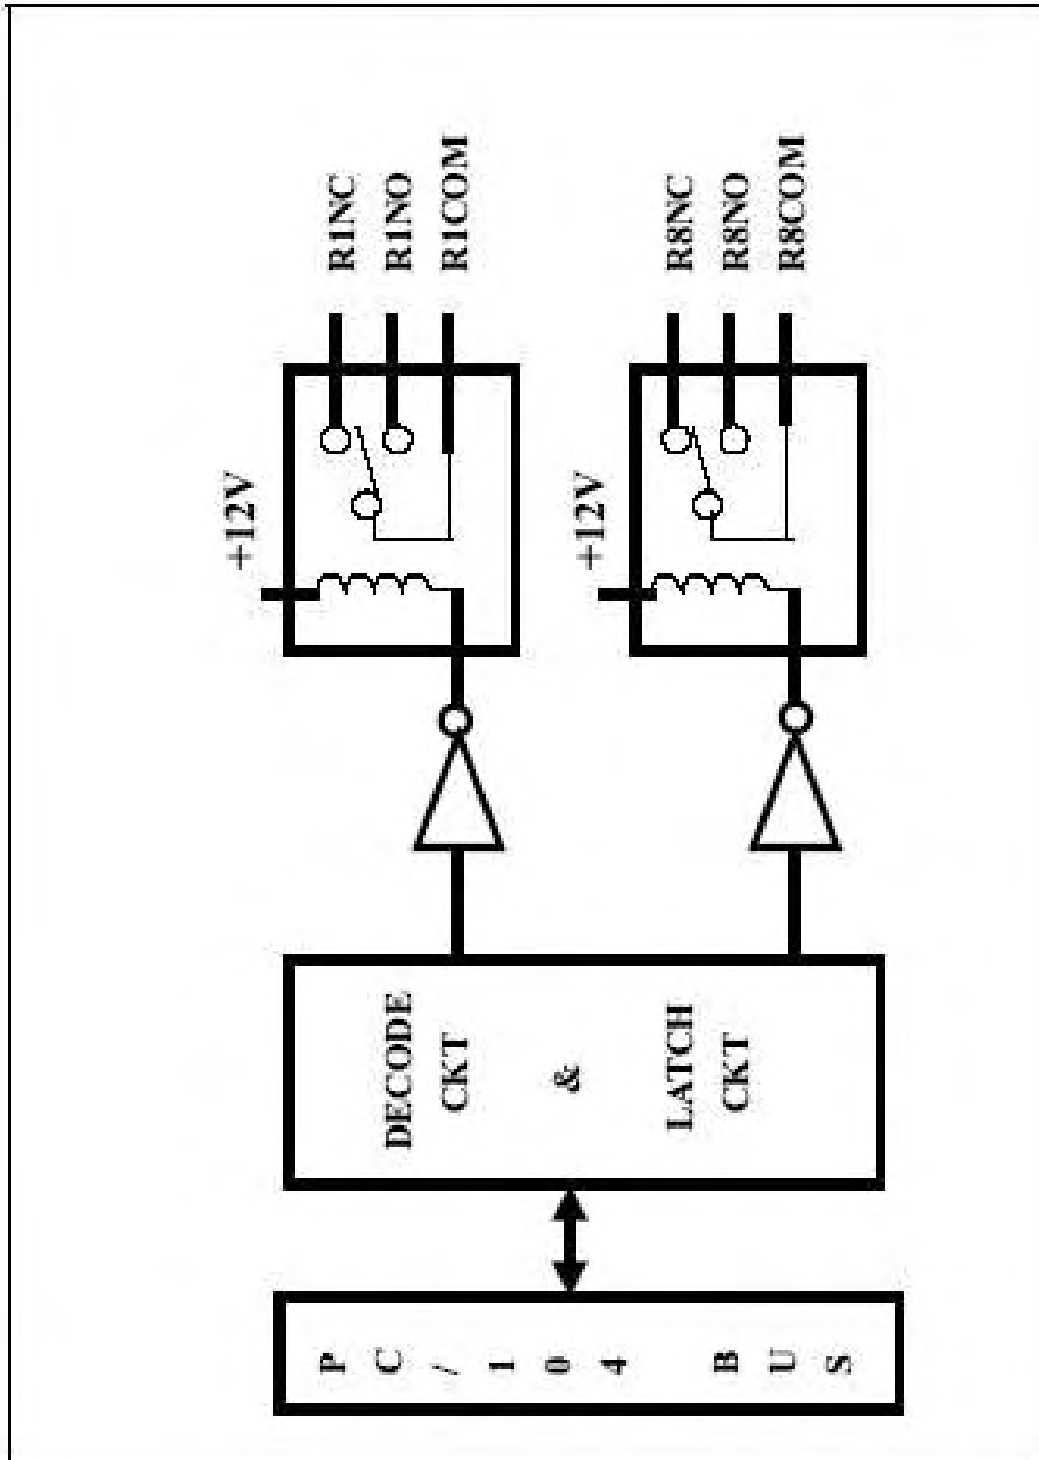 PC/104 BUS
DECODE
CKT
&
LATCH
CKT
+12V
R1NC
R1NO
R1COM
+12V
R8NC
R8NO
R8COM